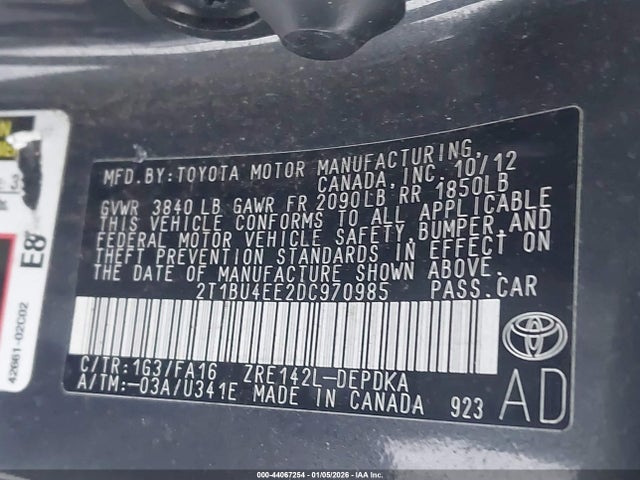 MFD.BY:TOYOTA MOTOR MANUFACTURING,
CANADA, INC. 10/12
GVWR 3840 LB GAWR FR 2090LB RR 1850LB
THIS VEHICLE CONFORMS TO ALL APPLICABLE
FEDERAL MOTOR VEHICLE SAFETY, BUMPER, AND
THEFT PREVENTION STANDARDS IN EFFECT ON
THE DATE OF MANUFACTURE SHOWN ABOVE.
2T1BU4EE2DC970985 PASS.CAR
C/TR:1G3/FA16 ZRE142L-DEPDKA
A/TM:-03A/U341E MADE IN CANADA 923
AD
E8
42661-02C02
000-44067254 - 01/05/2026 - IAA Inc.